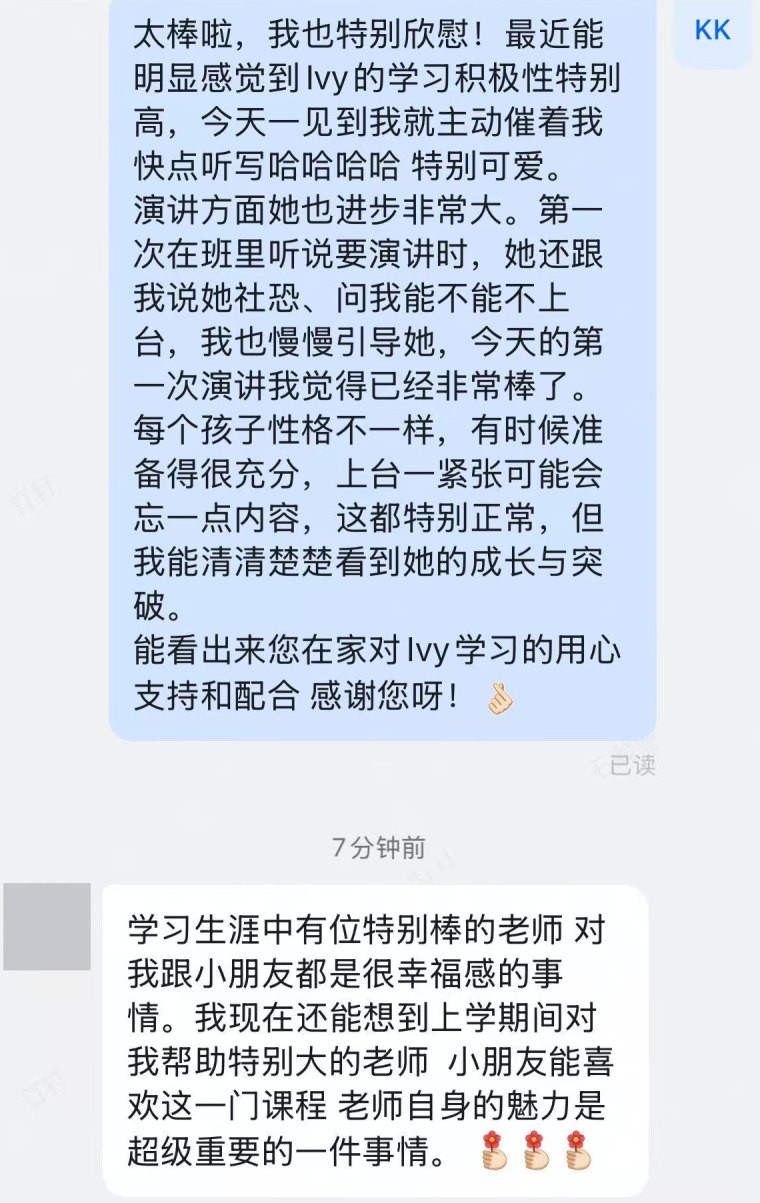 太棒啦，我也特别欣慰！最近能
KK
明显感觉到Ivy的学习积极性特别
高，今天一见到我就主动催着我
快点听写哈哈哈哈 特别可爱。
演讲方面她也进步非常大。第一
次在班里听说要演讲时，她还跟
我说她社恐、问我能不能不上
台，我也慢慢引导她，今天的第
一次演讲我觉得已经非常棒了。
每个孩子性格不一样，有时候准
备得很充分，上台一紧张可能会
忘一点内容，这都特别正常，但
我能清清楚楚看到她的成长与突
破。
能看出来您在家对Ivy学习的用心
支持和配合 感谢您呀！
已读
7分钟前
学习生涯中有位特别棒的老师 对
我跟小朋友都是很幸福感的事
情。我现在还能想到上学期间对
我帮助特别大的老师 小朋友能喜
欢这一门课程 老师自身的魅力是
超级重要的一件事情。
钉钉
钉钉